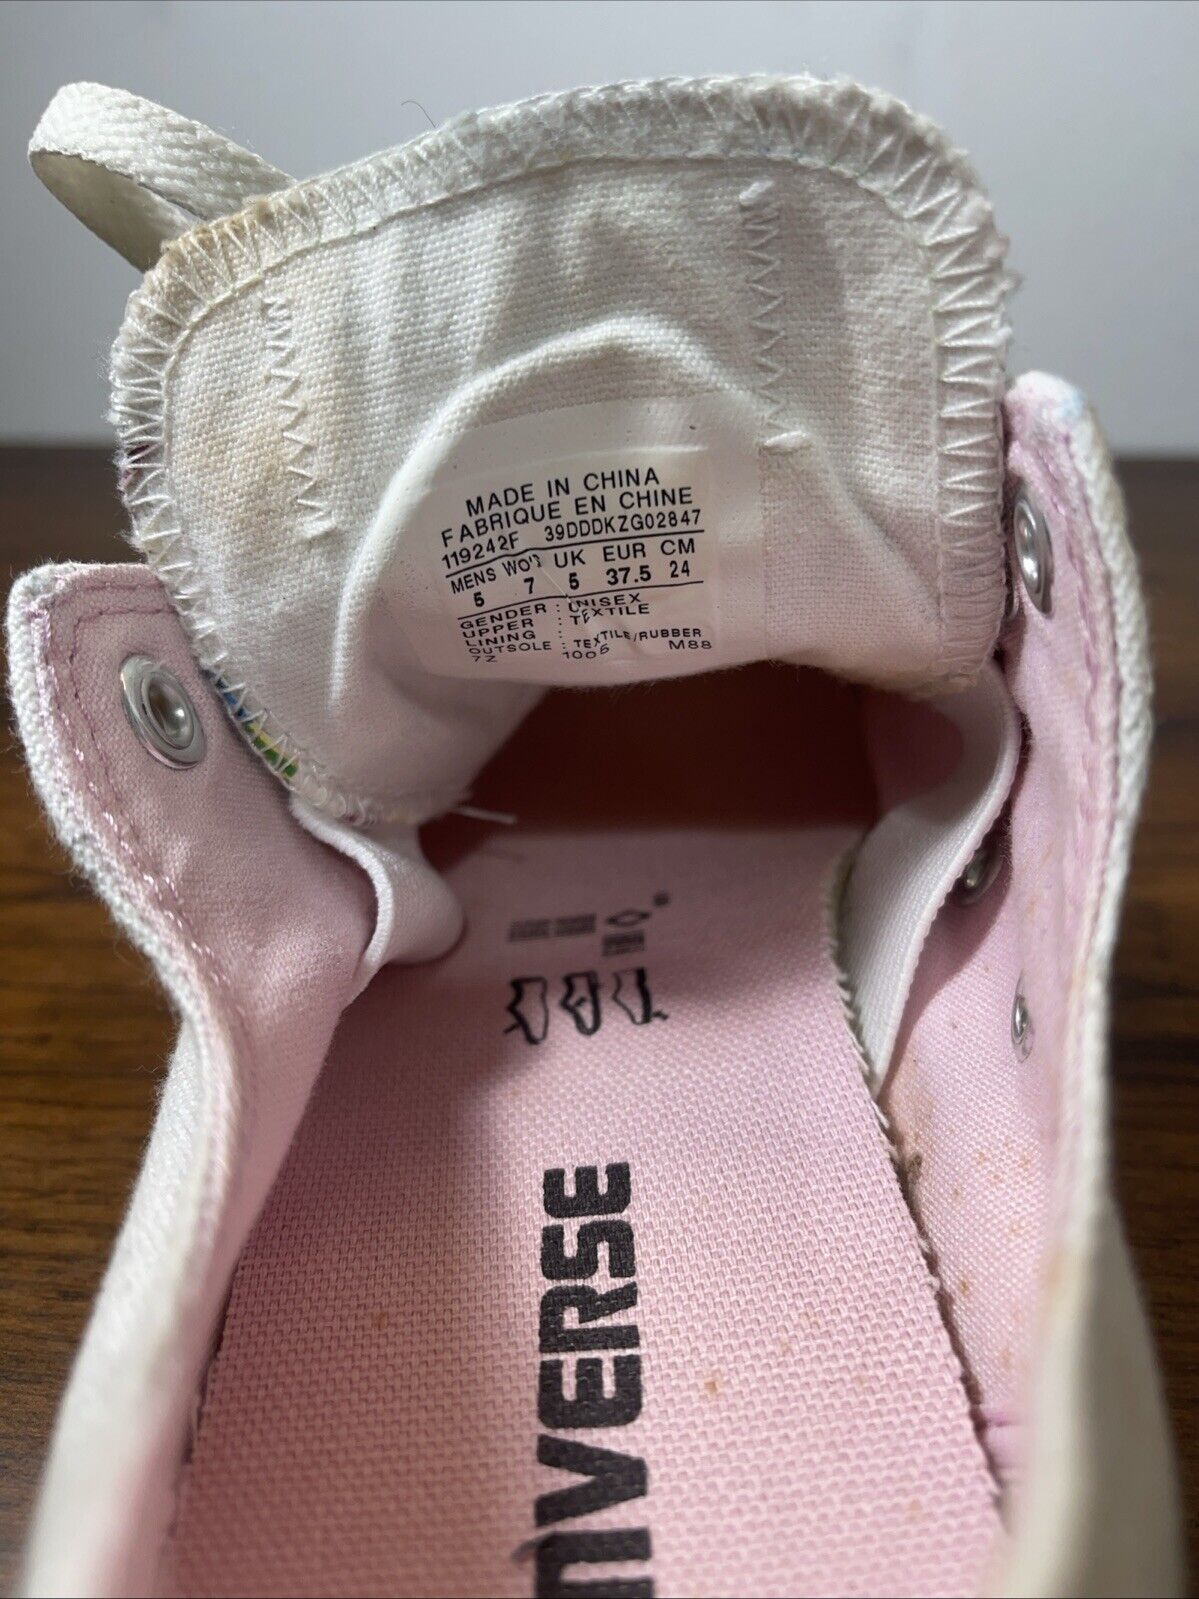 MADE IN CHINA
FABRIQUE EN CHINE
119242F 39DDDKZG02847
MENS WO'S UK EUR CM
5 7 5 37.5 24
GENDER : UNISEX
UPPER : TEXTILE
LINING :
OUTSOLE : TEXTILE/RUBBER
7Z 1005 M88
NVERSE